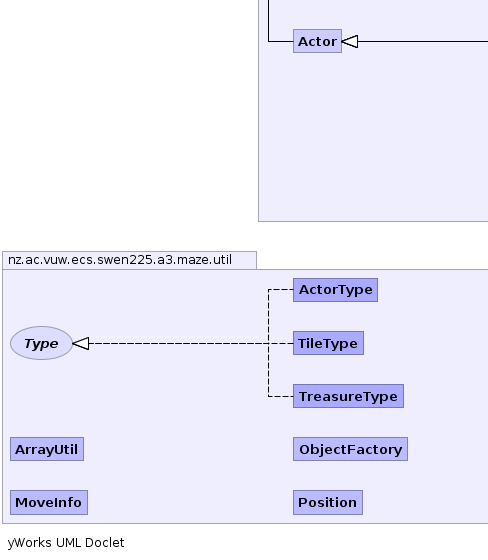 Actor
nz.ac.vuw.ecs.swen225.a3.maze.util
ActorType
Type
TileType
TreasureType
ArrayUtil
ObjectFactory
MoveInfo
Position
yWorks UML Doclet